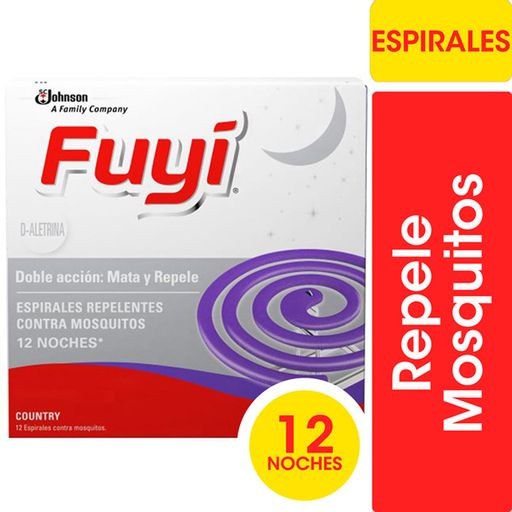 ESPIRALES
SC Johnson
A Family Company
Fuyí®
D-ALETRINA
Doble acción: Mata y Repele
ESPIRALES REPELENTES
CONTRA MOSQUITOS
12 NOCHES*
COUNTRY
12 Espirales contra mosquitos.
12
NOCHES
Repele
Mosquitos